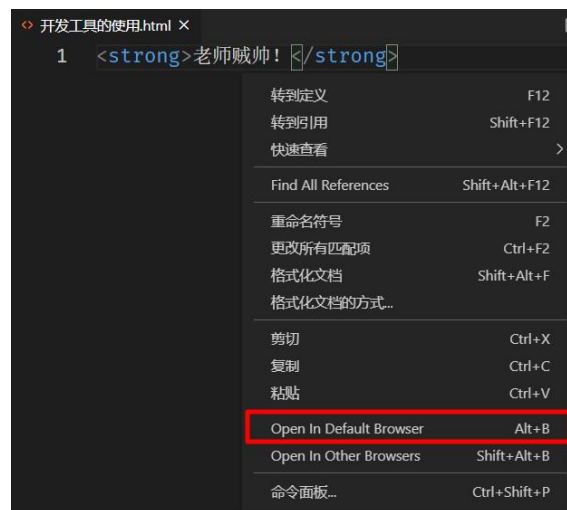 开发工具的使用.html ×
1 <strong>老师贼帅！</strong>
转到定义 F12
转到引用 Shift+F12
快速查看 >
Find All References Shift+Alt+F12
重命名符号 F2
更改所有匹配项 Ctrl+F2
格式化文档 Shift+Alt+F
格式化文档的方式...
剪切 Ctrl+X
复制 Ctrl+C
粘贴 Ctrl+V
Open In Default Browser Alt+B
Open In Other Browsers Shift+Alt+B
命令面板... Ctrl+Shift+P